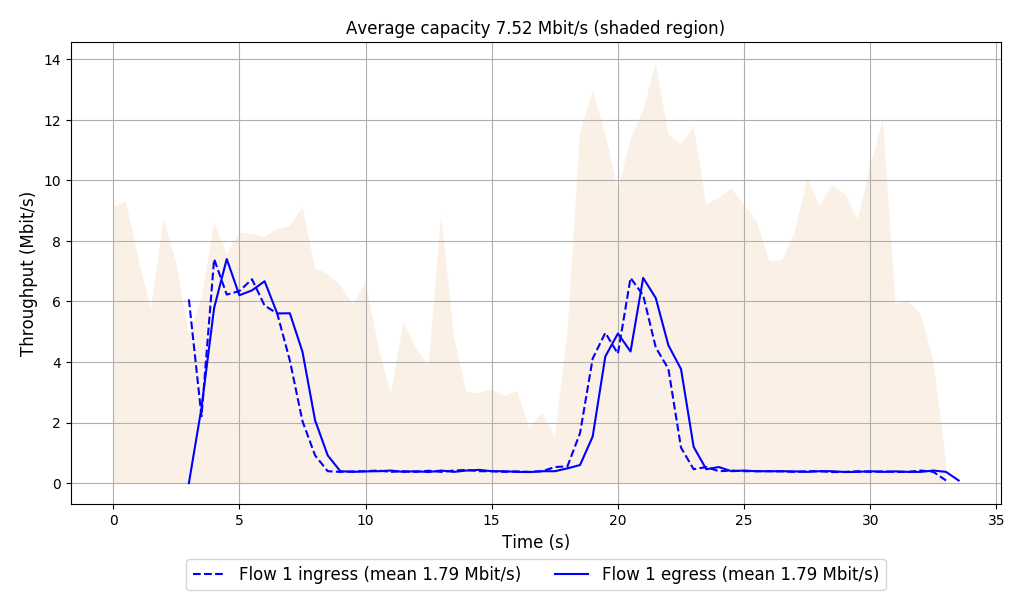 Average capacity 7.52 Mbit/s (shaded region)
14
12
10
8
6
4
2
0
Throughput (Mbit/s)
0 5 10 15 20 25 30 35
Time (s)
Flow 1 ingress (mean 1.79 Mbit/s) Flow 1 egress (mean 1.79 Mbit/s)